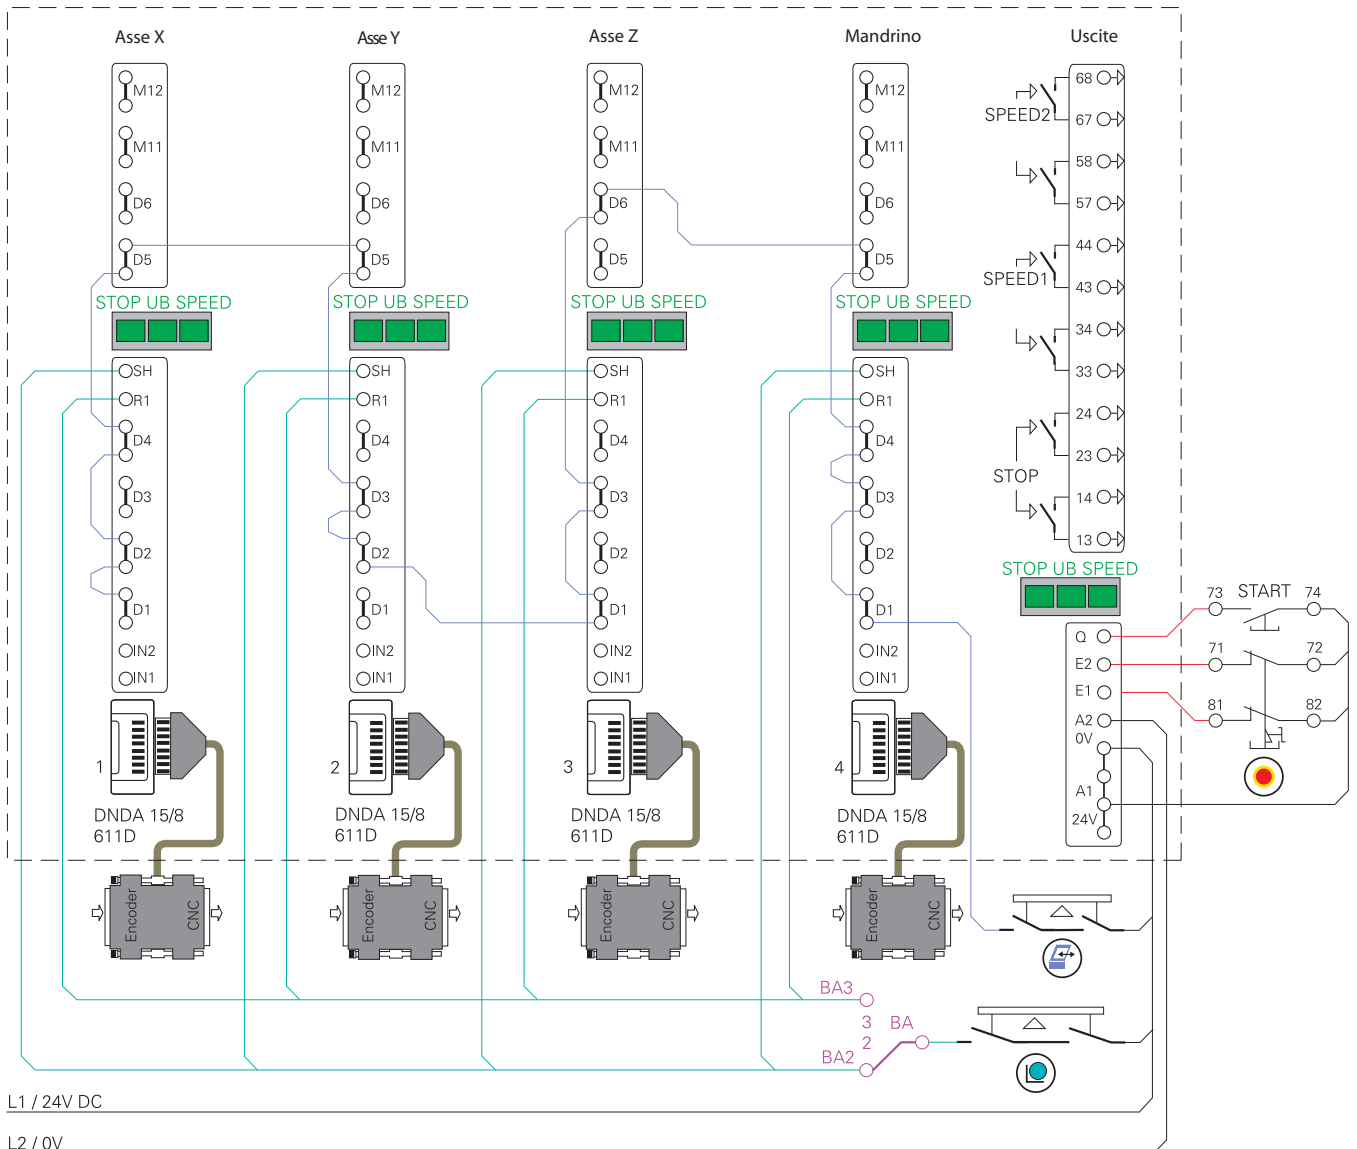 Asse X
Asse Y
Asse Z
Mandrino
Uscite
M12
M11
D6
D5
STOP UB SPEED
SH
R1
D4
D3
D2
D1
IN2
IN1
1
DNDA 15/8
611D
Encoder
CNC
M12
M11
D6
D5
STOP UB SPEED
SH
R1
D4
D3
D2
D1
IN2
IN1
2
DNDA 15/8
611D
Encoder
CNC
M12
M11
D6
D5
STOP UB SPEED
SH
R1
D4
D3
D2
D1
IN2
IN1
3
DNDA 15/8
611D
Encoder
CNC
M12
M11
D6
D5
STOP UB SPEED
SH
R1
D4
D3
D2
D1
IN2
IN1
4
DNDA 15/8
611D
Encoder
CNC
68
SPEED2
67
58
57
44
SPEED1
43
34
33
24
23
STOP
14
13
STOP UB SPEED
Q
E2
E1
A2
0V
A1
24V
73 START 74
71 72
81 82
BA3
3
BA
2
BA2
L1 / 24V DC
L2 / 0V